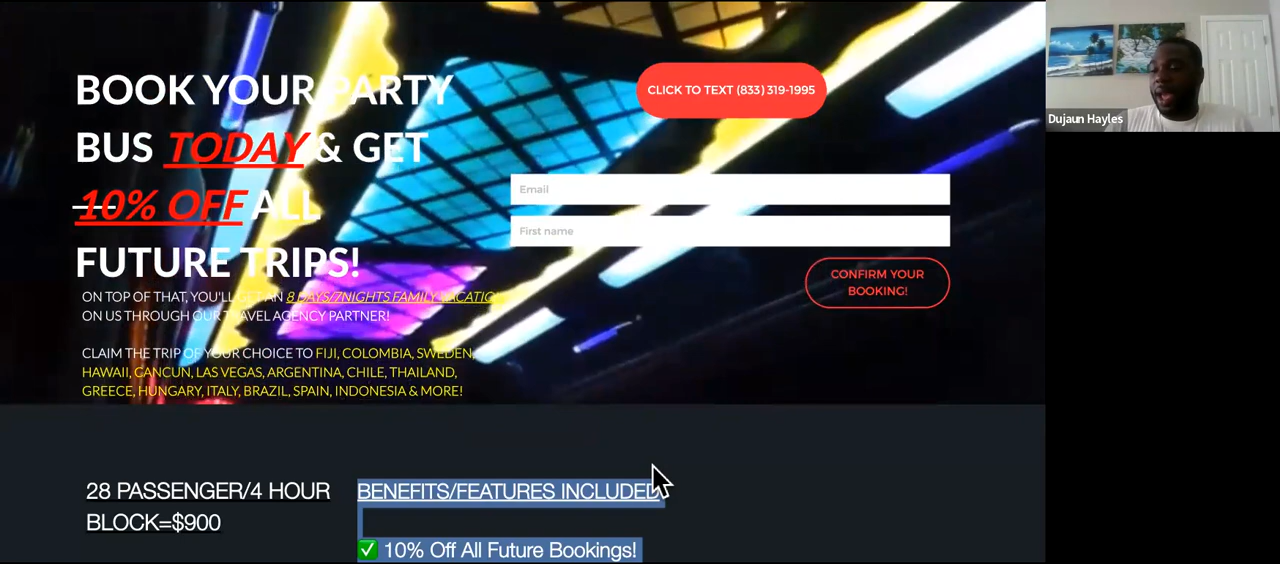 BOOK YOUR PARTY
BUS TODAY & GET
10% OFF ALL
FUTURE TRIPS!
ON TOP OF THAT, YOU'LL GET AN 8 DAYS/7NIGHTS FAMILY VACATION
ON US THROUGH OUR TRAVEL AGENCY PARTNER!
CLAIM THE TRIP OF YOUR CHOICE TO FIJI, COLOMBIA, SWEDEN,
HAWAII, CANCUN, LAS VEGAS, ARGENTINA, CHILE, THAILAND,
GREECE, HUNGARY, ITALY, BRAZIL, SPAIN, INDONESIA & MORE!
CLICK TO TEXT (833) 319-1995
Email
First name
CONFIRM YOUR
BOOKING!
Dujaun Hayles
28 PASSENGER/4 HOUR
BLOCK=$900
BENEFITS/FEATURES INCLUDED
✅ 10% Off All Future Bookings!